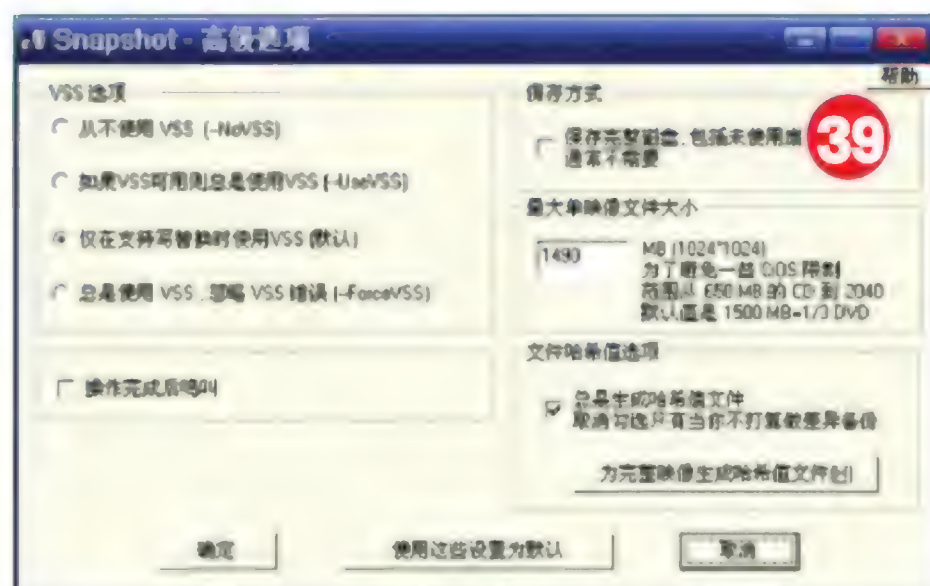 Snapshot - 高级选项
帮助
VSS 选项
从不使用 VSS (-NoVSS)
如果VSS可用则总是使用VSS (-UseVSS)
仅在支持写替换时使用VSS (默认)
总是使用 VSS , 忽略 VSS 错误 (-ForceVSS)
操作完成后鸣叫
保存方式
保存完整磁盘, 包括未使用扇
通常不需要
39
最大单映像文件大小
1490
MB (1024*1024)
为了避免一些 DOS 限制
范围从 650 MB 的 CD 到 2040
默认值是 1500 MB=1/3 DVD
文件哈希值选项
总是生成哈希值文件
取消勾选只有当你不打算做差异备份
为完整映像生成哈希值文件
确定
使用这些设置为默认
取消